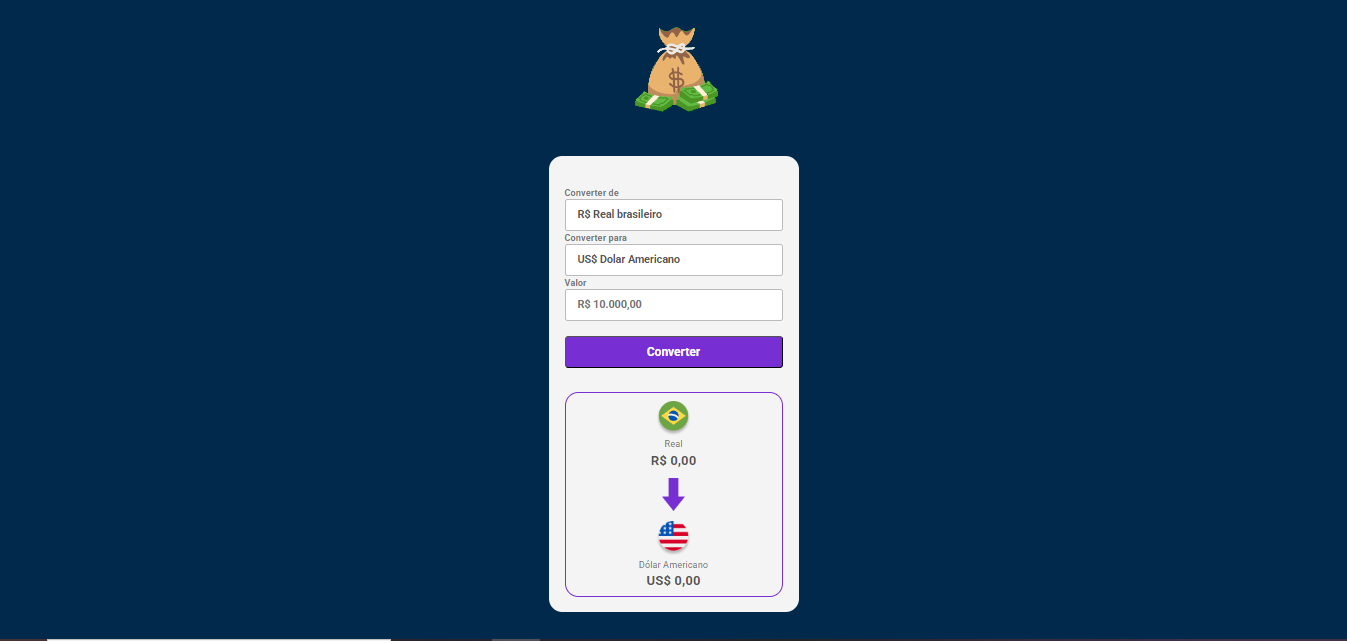 $
Converter de
R$ Real brasileiro
Converter para
US$ Dolar Americano
Valor
R$ 10.000,00
Converter
Real
R$ 0,00
Dólar Americano
US$ 0,00